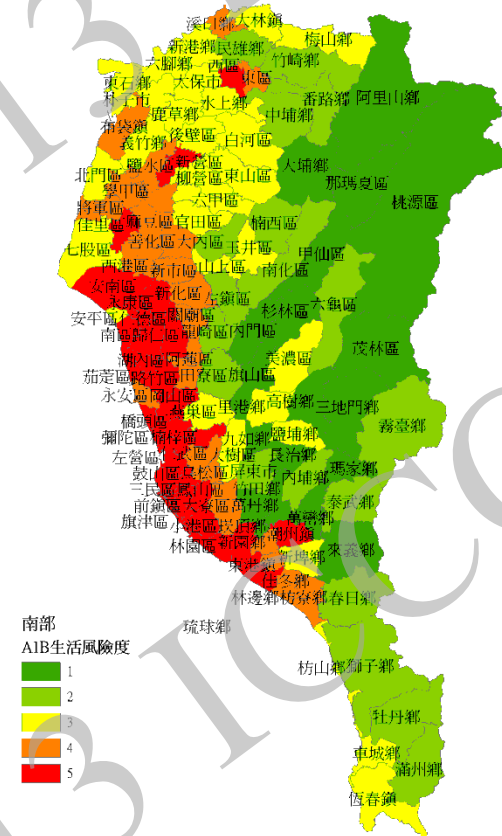 溪口鄉 大林鎮
梅山鄉
新港鄉 民雄鄉
竹崎鄉
六腳鄉 西區
東石鄉 太保市 東區
番路鄉 阿里山鄉
朴子市 水上鄉
鹿草鄉 中埔鄉
布袋鎮
義竹鄉 後壁區 白河區
鹽水區 新營區 大埔鄉
北門區 柳營區 東山區
那瑪夏區
學甲區 六甲區 桃源區
將軍區
佳里區 麻豆區 官田區 楠西區
七股區 善化區 大內區 玉井區
甲仙區
西港區 新市區 山上區 南化區
安南區 新化區 左鎮區
永康區 杉林區 六龜區
安平區 仁德區 關廟區
南區 歸仁區 龍崎區 內門區
茂林區
湖內區 阿蓮區 美濃區
茄萣區 路竹區 田寮區 旗山區
永安區 岡山區
燕巢區 里港鄉 高樹鄉 三地門鄉
橋頭區 霧臺鄉
彌陀區 楠梓區 九如鄉 鹽埔鄉
左營區 仁武區 大樹區 長治鄉
鼓山區 鳥松區 屏東市 內埔鄉 瑪家鄉
三民區 鳳山區 竹田鄉
前鎮區 大寮區 萬丹鄉 泰武鄉
旗津區 小港區 崁頂鄉 萬巒鄉
潮州鎮
林園區 新園鄉 來義鄉
東港鎮 新埤鄉
佳冬鄉
林邊鄉 枋寮鄉 春日鄉
琉球鄉
南部
A1B生活風險度
1
2
3
4
5
枋山鄉 獅子鄉
牡丹鄉
車城鄉
滿州鄉
恆春鎮